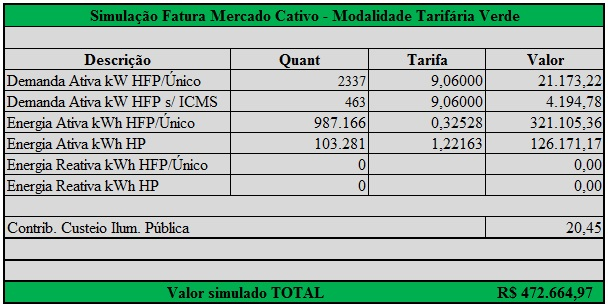 Simulação Fatura Mercado Cativo - Modalidade Tarifária Verde
Descrição Quant Tarifa Valor
Demanda Ativa kW HFP/Único 2337 9,06000 21.173,22
Demanda Ativa kW HFP s/ ICMS 463 9,06000 4.194,78
Energia Ativa kWh HFP/Único 987.166 0,32528 321.105,36
Energia Ativa kWh HP 103.281 1,22163 126.171,17
Energia Reativa kWh HFP/Único 0 0,00
Energia Reativa kWh HP 0 0,00
Contrib. Custeio Ilum. Pública 20,45
Valor simulado TOTAL R$ 472.664,97